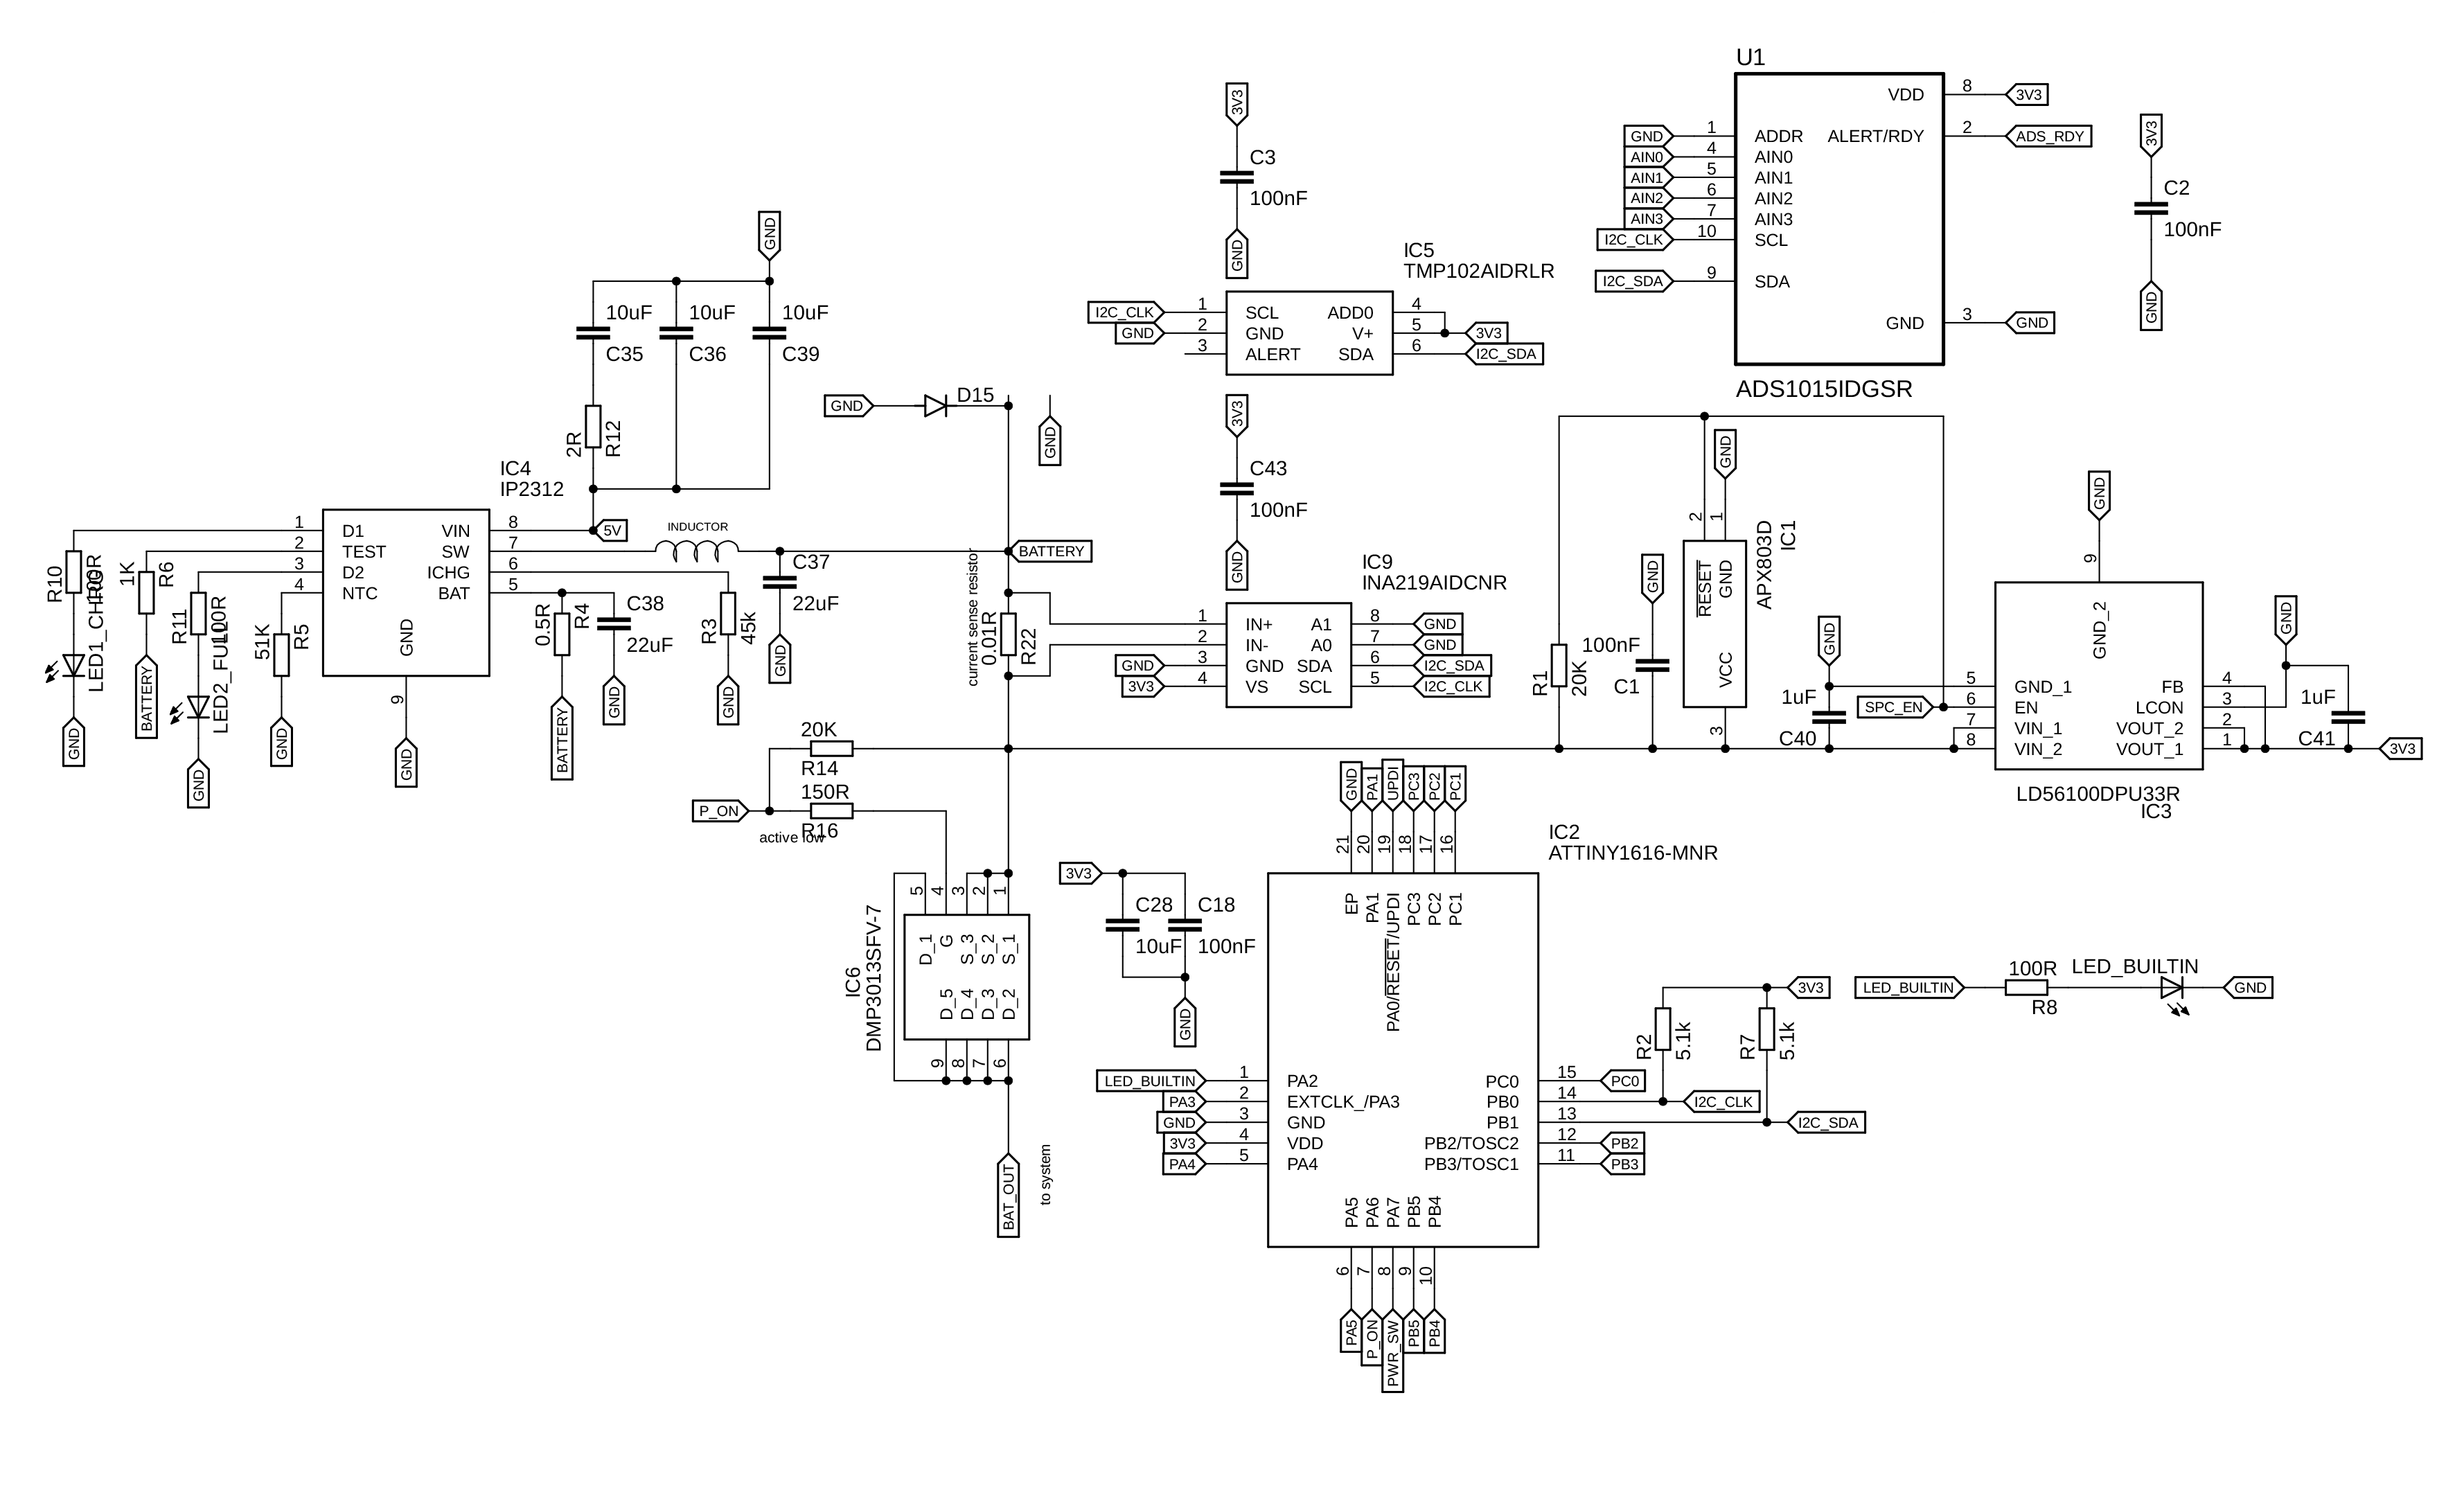 U1
VDD
8
3V3
GND
1
ADDR
ALERT/RDY
2
ADS_RDY
AIN0
4
AIN0
AIN1
5
AIN1
AIN2
6
AIN2
AIN3
7
AIN3
I2C_CLK
10
SCL
I2C_SDA
9
SDA
GND
3
GND
ADS1015IDGSR
3V3
C2
100nF
GND
3V3
C3
100nF
GND
IC5
TMP102AIDRLR
I2C_CLK
1
SCL
ADD0
4
GND
2
GND
V+
5
3V3
3
ALERT
SDA
6
I2C_SDA
3V3
C43
100nF
GND
GND
10uF
10uF
10uF
C35
C36
C39
2R
R12
GND
D15
GND
IC4
IP2312
1
D1
VIN
8
5V
2
TEST
SW
7
INDUCTOR
BATTERY
3
D2
ICHG
6
4
NTC
BAT
5
GND
9
GND
R10
100R
LED1_CHRG
GND
1K
R6
BATTERY
R11
100R
LED2_FULL
GND
51K
R5
GND
0.5R
R4
BATTERY
C38
22uF
GND
R3
45k
GND
C37
22uF
GND
current sense resistor
0.01R
R22
IC9
INA219AIDCNR
1
IN+
A1
8
GND
2
IN-
A0
7
GND
GND
3
GND
SDA
6
I2C_SDA
3V3
4
VS
SCL
5
I2C_CLK
R1
20K
GND
100nF
C1
GND
2
1
RESET
GND
VCC
3
APX803D
IC1
GND
1uF
C40
SPC_EN
GND
9
GND_2
5
GND_1
FB
4
6
EN
LCON
3
7
VIN_1
VOUT_2
2
8
VIN_2
VOUT_1
1
LD56100DPU33R
IC3
GND
1uF
C41
3V3
20K
R14
150R
P_ON
R16
active low
5
4
3
2
1
D_1
G
S_3
S_2
S_1
D_5
D_4
D_3
D_2
9
8
7
6
IC6
DMP3013SFV-7
BAT_OUT
to system
3V3
C28
C18
10uF
100nF
GND
IC2
ATTINY1616-MNR
GND
PA1
UPDI
PC3
PC2
PC1
21
20
19
18
17
16
EP
PA1
PA0/RESET/UPDI
PC3
PC2
PC1
LED_BUILTIN
1
PA2
PC0
15
PC0
PA3
2
EXTCLK_/PA3
PB0
14
I2C_CLK
GND
3
GND
PB1
13
I2C_SDA
3V3
4
VDD
PB2/TOSC2
12
PB2
PA4
5
PA4
PB3/TOSC1
11
PB3
PA5
PA6
PA7
PB5
PB4
6
7
8
9
10
PA5
P_ON
PWR_SW
PB5
PB4
R2
5.1k
R7
5.1k
3V3
LED_BUILTIN
100R
R8
LED_BUILTIN
GND